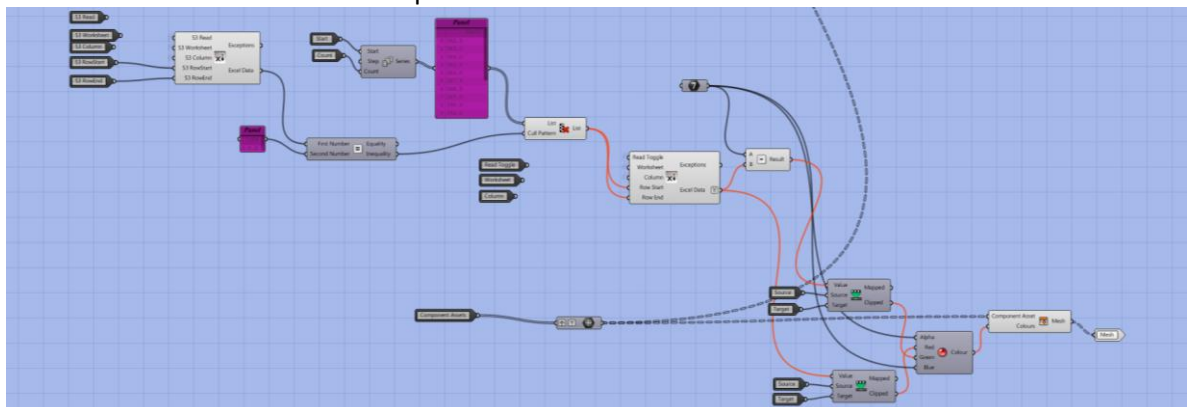 S3 Read
S3 Worksheet
S3 Column
S3 RowStart
S3 RowEnd
S3 Read
S3 Worksheet
S3 Column
S3 RowStart
S3 RowEnd
Exceptions
Excel Data
Start
Count
Start
Step
Count
Series
Panel
Panel
First Number
Second Number
=
Equality
Inequality
List
Cull Pattern
List
Read Toggle
Worksheet
Column
Read Toggle
Worksheet
Column
Row Start
Row End
Exceptions
Excel Data
?
A
B
Result
Component Assets
Source
Target
Value
Source
Target
Mapped
Clipped
Alpha
Red
Green
Blue
Colour
Component Asset
Colours
Mesh
Mesh
Source
Target
Value
Source
Target
Mapped
Clipped